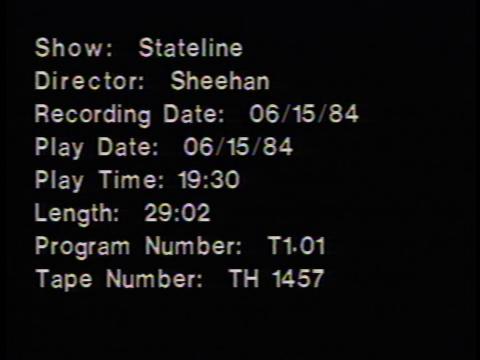 Show: Stateline
Director: Sheehan
Recording Date: 06/15/84
Play Date: 06/15/84
Play Time: 19:30
Length: 29:02
Program Number: T1.01
Tape Number: TH 1457